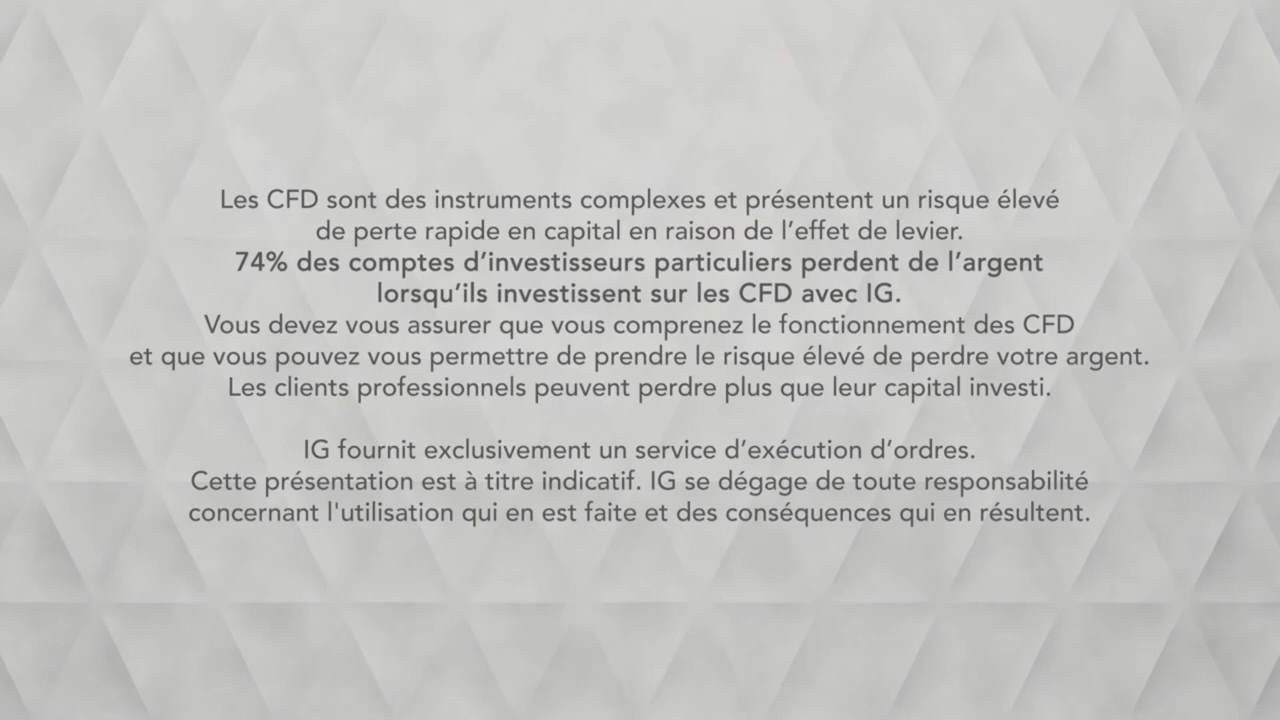 Les CFD sont des instruments complexes et présentent un risque élevé
de perte rapide en capital en raison de l’effet de levier.
74% des comptes d’investisseurs particuliers perdent de l’argent
lorsqu’ils investissent sur les CFD avec IG.
Vous devez vous assurer que vous comprenez le fonctionnement des CFD
et que vous pouvez vous permettre de prendre le risque élevé de perdre votre argent.
Les clients professionnels peuvent perdre plus que leur capital investi.
IG fournit exclusivement un service d’exécution d’ordres.
Cette présentation est à titre indicatif. IG se dégage de toute responsabilité
concernant l'utilisation qui en est faite et des conséquences qui en résultent.